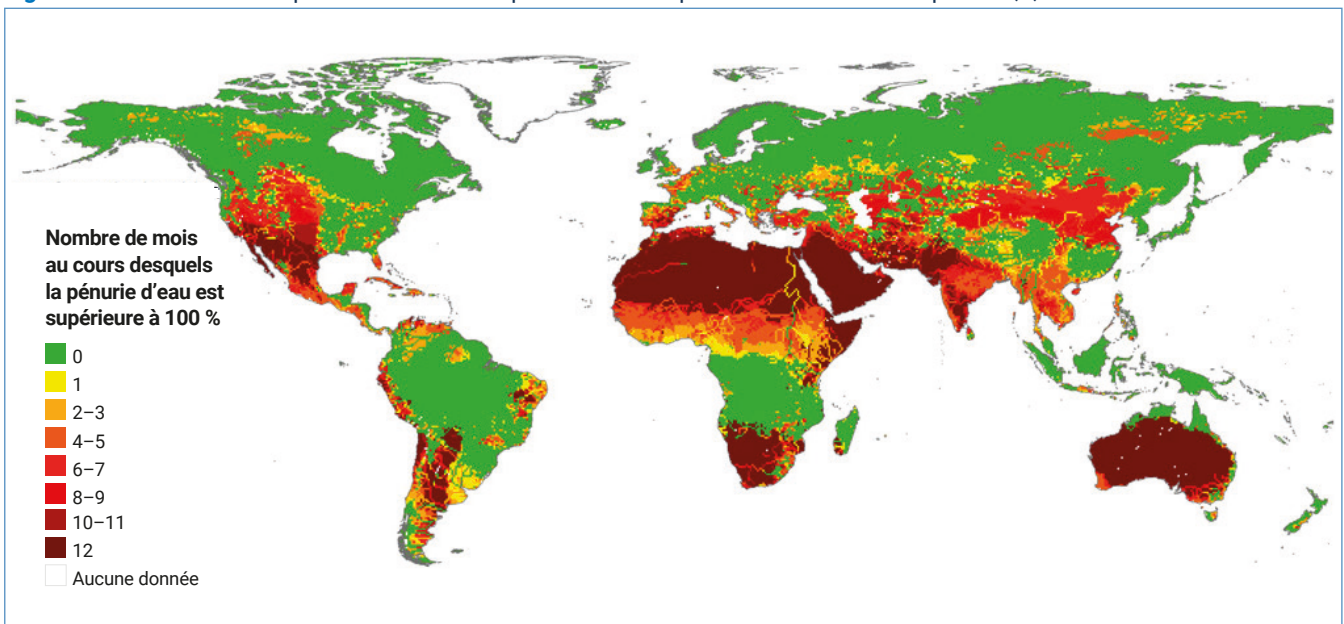 Nombre de mois
au cours desquels
la pénurie d’eau est
supérieure à 100 %
0
1
2–3
4–5
6–7
8–9
10–11
12
Aucune donnée